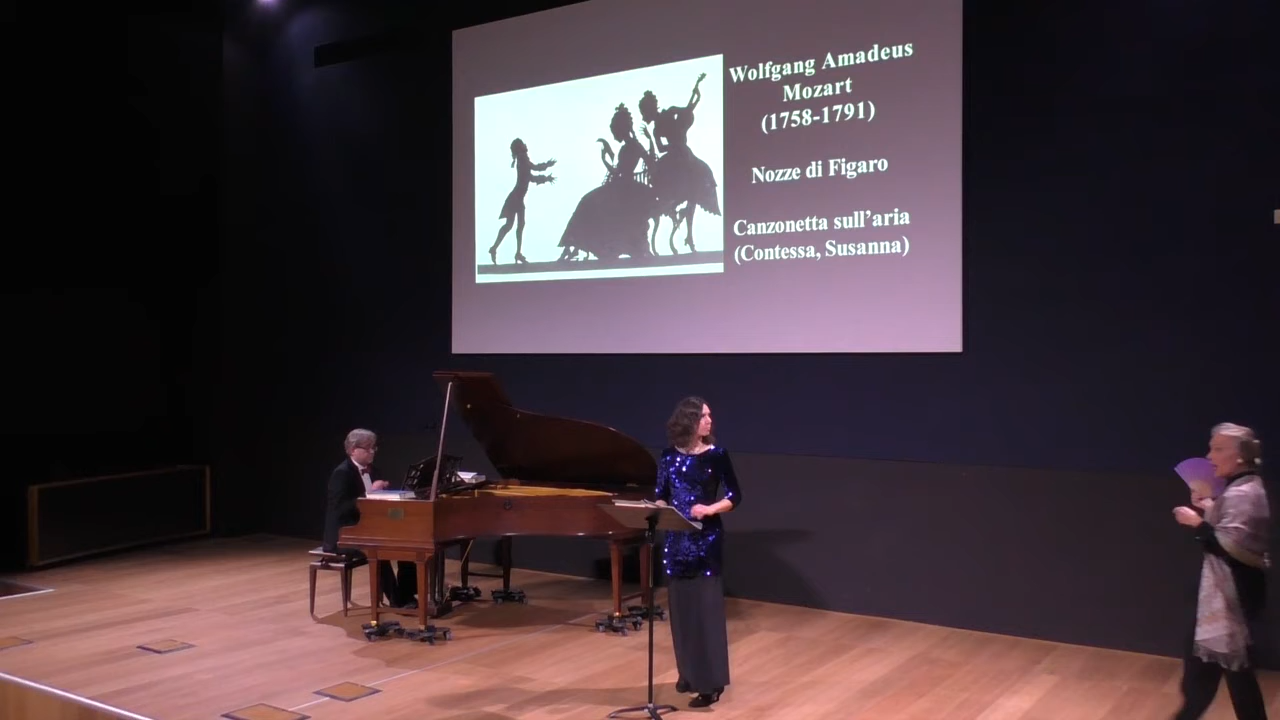 Wolfgang Amadeus
Mozart
(1758-1791)
Nozze di Figaro
Canzonetta sull'aria
(Contessa, Susanna)